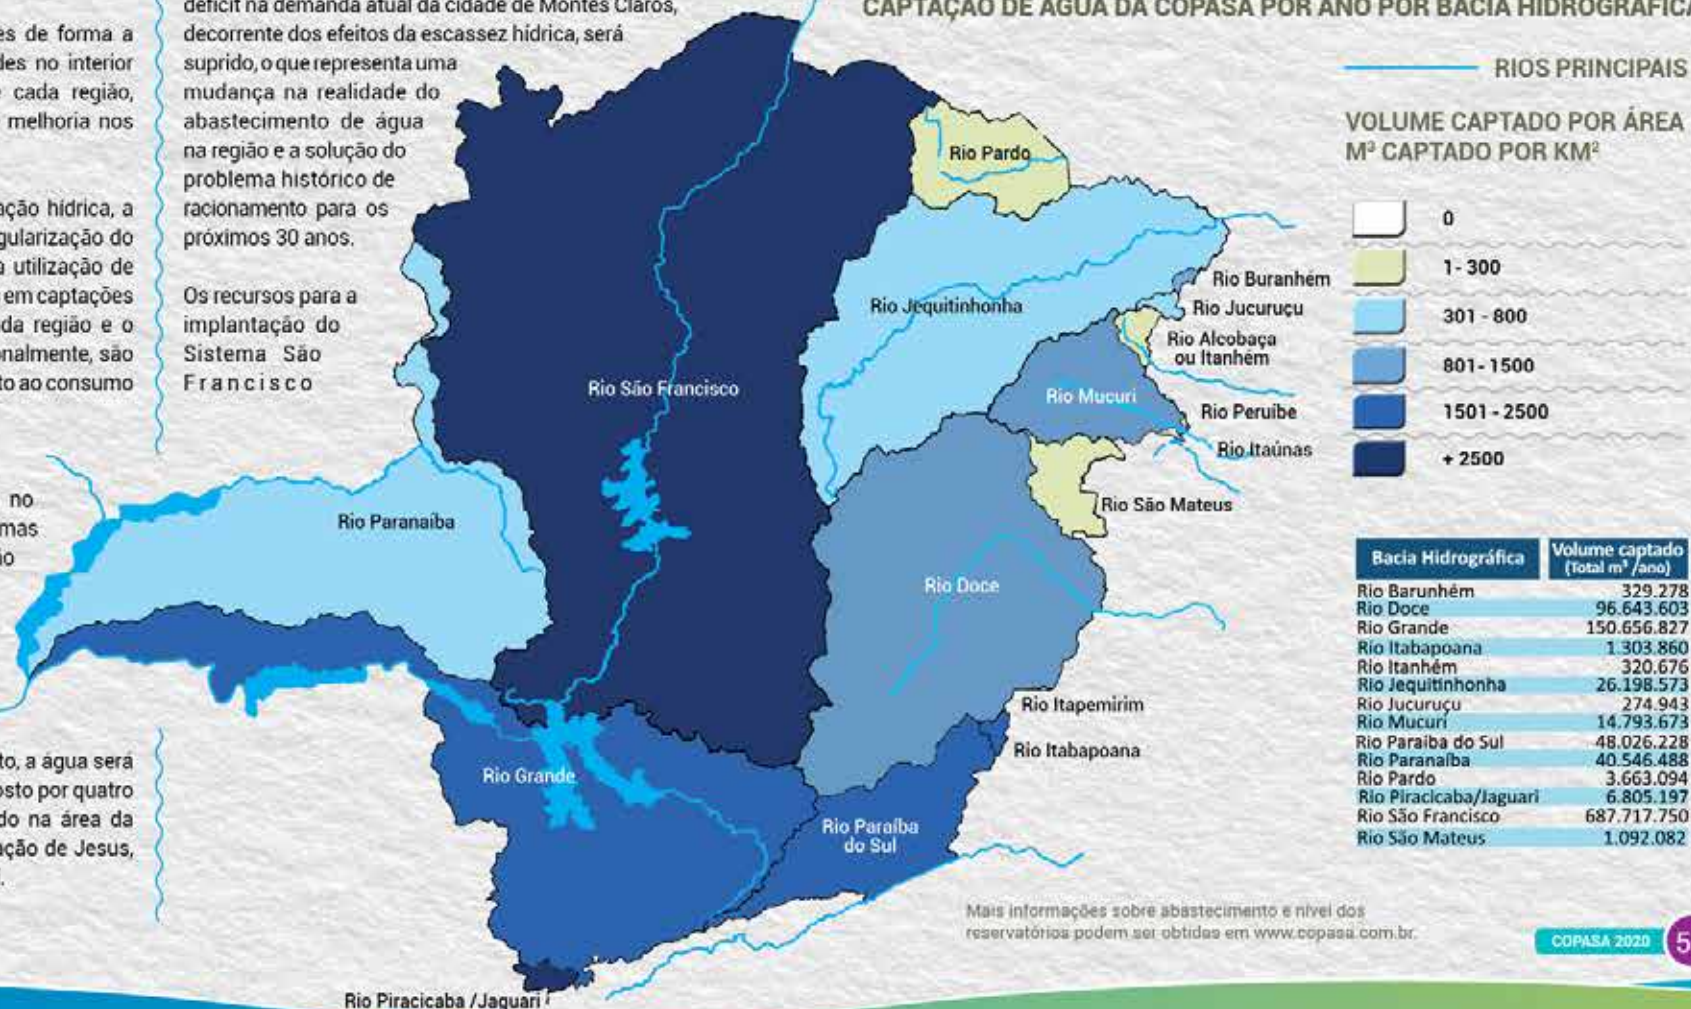 es de forma a
des no interior
cada região,
melhoria nos
ação hídrica, a
gularização do
a utilização de
em captações
da região e o
onalmente, são
to ao consumo
déficit na demanda atual da cidade de Montes Claros,
decorrente dos efeitos da escassez hídrica, será
suprido, o que representa uma
mudança na realidade do
abastecimento de água
na região e a solução do
problema histórico de
racionamento para os
próximos 30 anos.
Os recursos para a
implantação do
Sistema São
Francisco
no
mas
ão
to, a água será
osto por quatro
do na área da
ação de Jesus,
CAPTAÇÃO DE ÁGUA DA COPASA POR ANO POR BACIA HIDROGRÁFICA
RIOS PRINCIPAIS
VOLUME CAPTADO POR ÁREA
M³ CAPTADO POR KM²
0
1- 300
301 - 800
801- 1500
1501 - 2500
+ 2500
Rio Pardo
Rio Jequitinhonha
Rio Buranhém
Rio Jucuruçu
Rio Alcobaça
ou Itanhém
Rio São Francisco
Rio Mucuri
Rio Peruíbe
Rio Itaúnas
Rio São Mateus
Rio Paranaíba
Rio Doce
Rio Itapemirim
Rio Itabapoana
Rio Grande
Rio Paraíba
do Sul
Rio Piracicaba /Jaguari
Bacia Hidrográfica Volume captado
(Total m³ /ano)
Rio Barunhém 329.278
Rio Doce 96.643.603
Rio Grande 150.656.827
Rio Itabapoana 1.303.860
Rio Itanhém 320.676
Rio Jequitinhonha 26.198.573
Rio Jucuruçu 274.943
Rio Mucuri 14.793.673
Rio Paraíba do Sul 48.026.228
Rio Paranaíba 40.546.488
Rio Pardo 3.663.094
Rio Piracicaba/Jaguari 6.805.197
Rio São Francisco 687.717.750
Rio São Mateus 1.092.082
Mais informações sobre abastecimento e nível dos
reservatórios podem ser obtidas em www.copasa.com.br.
COPASA 2020 5